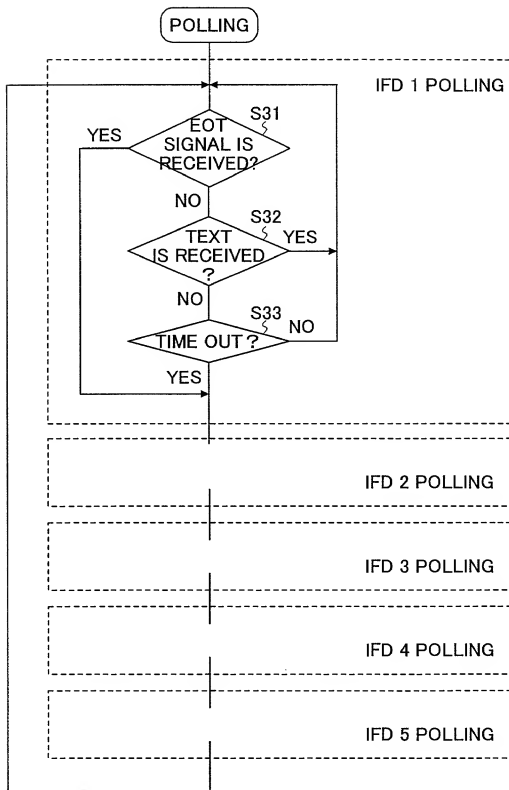 POLLING
IFD 1 POLLING
S31
YES
EOT
SIGNAL IS
RECEIVED?
NO
S32
TEXT
IS RECEIVED
?
YES
NO
S33
TIME OUT ?
NO
YES
IFD 2 POLLING
IFD 3 POLLING
IFD 4 POLLING
IFD 5 POLLING